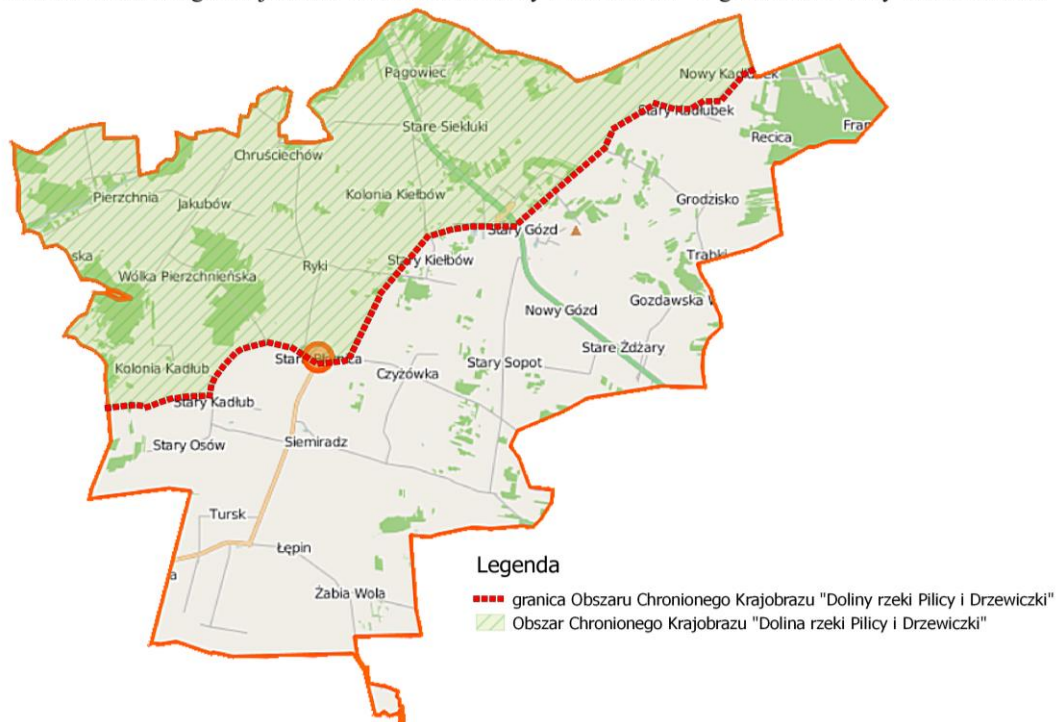 Pągowiec
Nowy Kadłubek
Stary Kadłubek
Stare Siekluki
Recica
Chruściechów
Pierzchnia
Jakubów
Kolonia Kiełbów
Grodzisko
Stary Gózd
ska
Wólka Pierzchnieńska
Ryki
Stary Kiełbów
Trąbki
Gozdawska W
Nowy Gózd
Stare Żdżary
Kolonia Kadłub
Stara
Czyżówka
Stary Sopot
Stary Kadłub
Stary Osów
Siemiradz
Tursk
Łępin
a
Żabia Wola
Legenda
granica Obszaru Chronionego Krajobrazu "Doliny rzeki Pilicy i Drzewiczki"
Obszar Chronionego Krajobrazu "Dolina rzeki Pilicy i Drzewiczki"